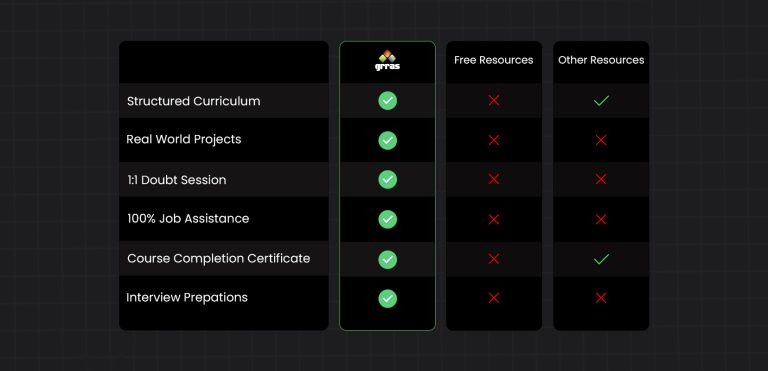 grras
Free Resources
Other Resources
Structured Curriculum
Real World Projects
1:1 Doubt Session
100% Job Assistance
Course Completion Certificate
Interview Prepations